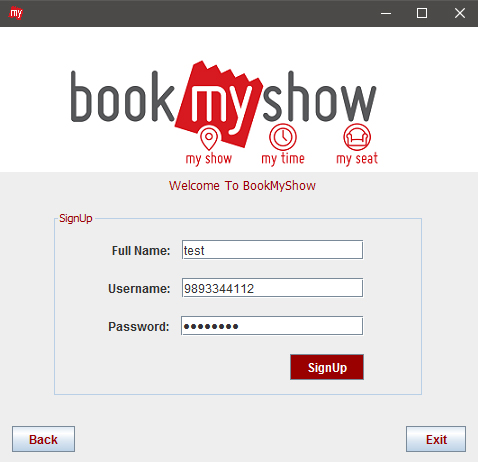 my
bookmyshow
my show my time my seat
Welcome To BookMyShow
SignUp
Full Name: test
Username: 9893344112
Password: ●●●●●●●●
SignUp
Back Exit